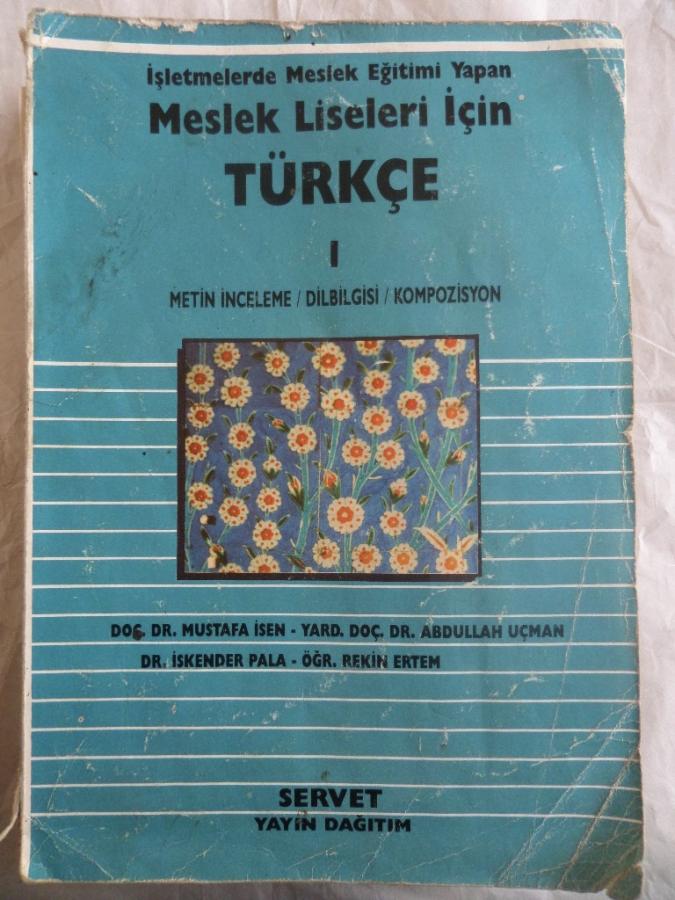 İşletmelerde Meslek Eğitimi Yapan
Meslek Liseleri İçin
TÜRKÇE
I
METİN İNCELEME / DİLBİLGİSİ / KOMPOZİSYON
DOÇ. DR. MUSTAFA İSEN - YARD. DOÇ. DR. ABDULLAH UÇMAN
DR. İSKENDER PALA - ÖĞR. REKİN ERTEM
SERVET
YAYIN DAĞITIM